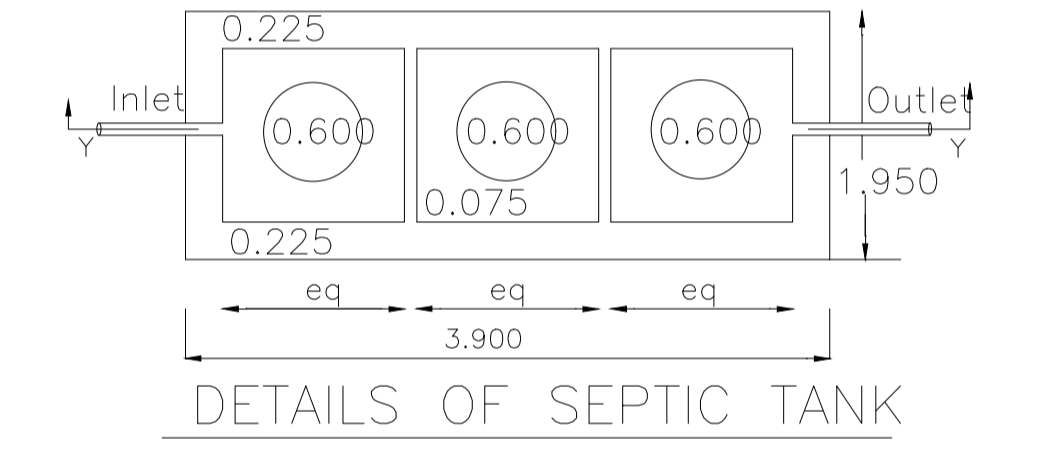 0.225
Inlet
Outlet
0.600
0.600
0.600
Y
Y
1.950
0.075
0.225
eq
eq
eq
3.900
DETAILS OF SEPTIC TANK